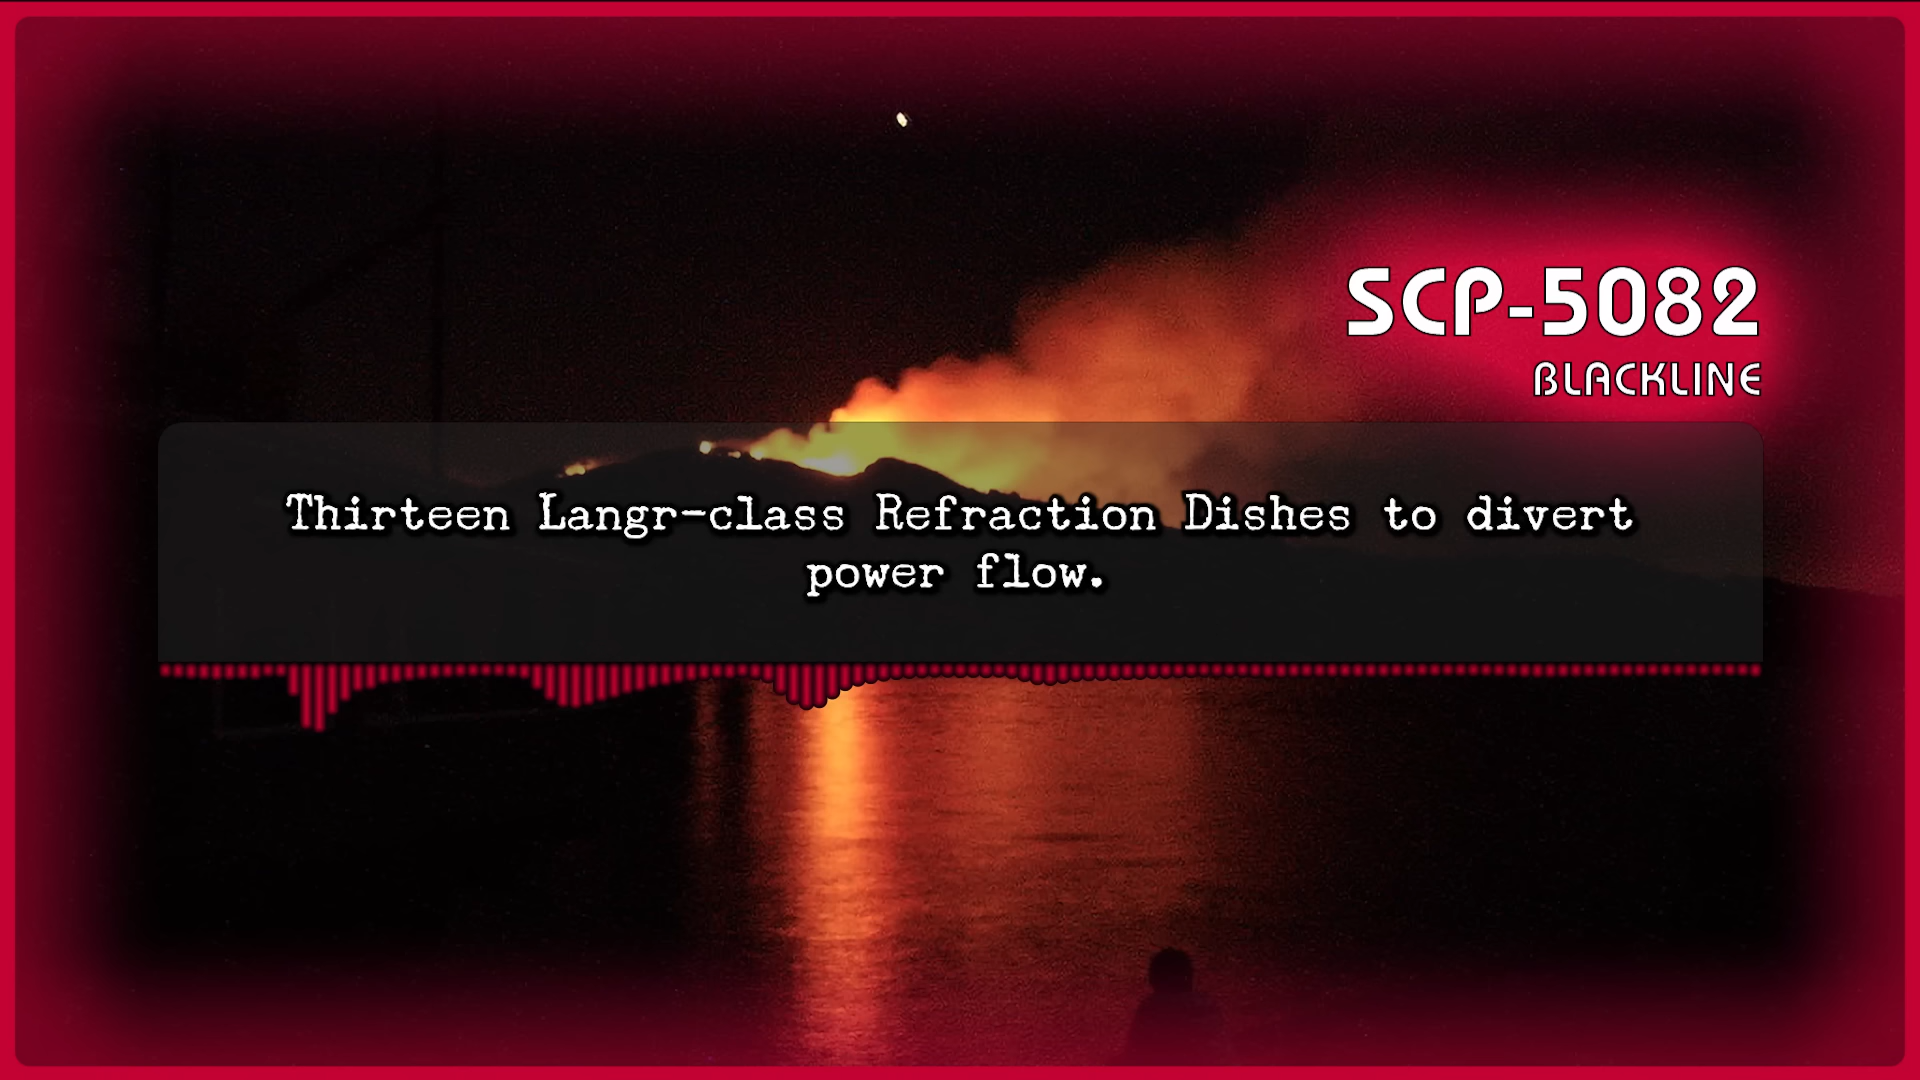 SCP-5082
BLACKLINE
Thirteen Langr-class Refraction Dishes to divert
power flow.